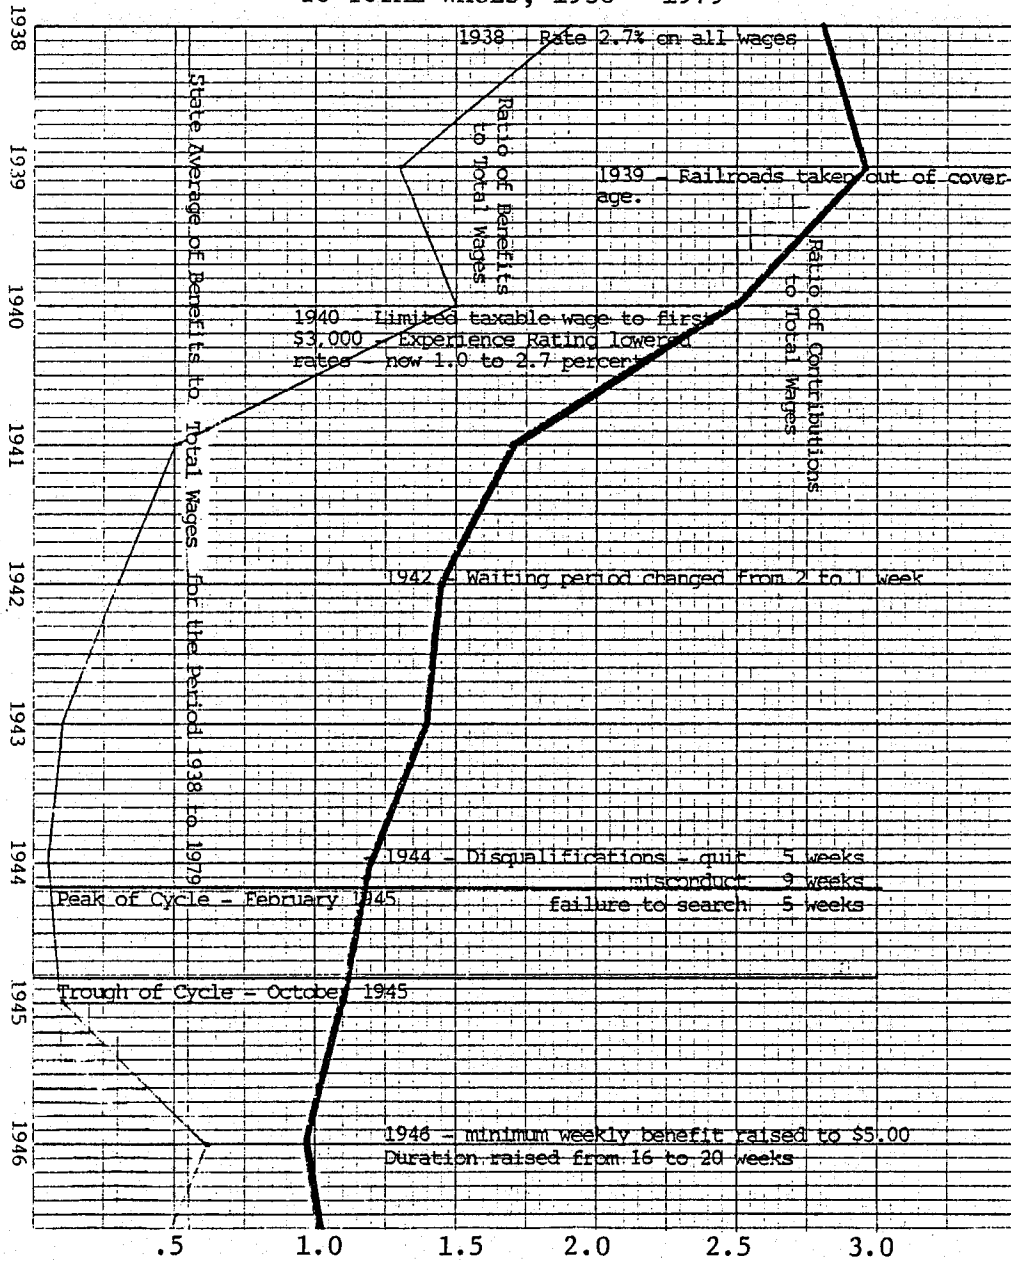 TO TOTAL WAGES, 1938 - 1979
1938
1938 - Rate 2.7% on all wages
State Average of Benefits to Total Wages for the Period 1938 to 1979
Ratio of Benefits
to Total Wages
1939
1939 - Railroads taken out of cover-
age.
Ratio of Contributions
to Total Wages
1940
1940 - Limited taxable wage to first
$3,000 - Experience Rating lowered
rates - now 1.0 to 2.7 percent
1941
1942
1942 - Waiting period changed from 2 to 1 week
1943
1944
1944 - Disqualifications - quit 5 weeks
misconduct 9 weeks
failure to search 5 weeks
Peak of Cycle - February 1945
Trough of Cycle - October 1945
1945
1946
1946 - minimum weekly benefit raised to $5.00
Duration raised from 16 to 20 weeks
.5 1.0 1.5 2.0 2.5 3.0